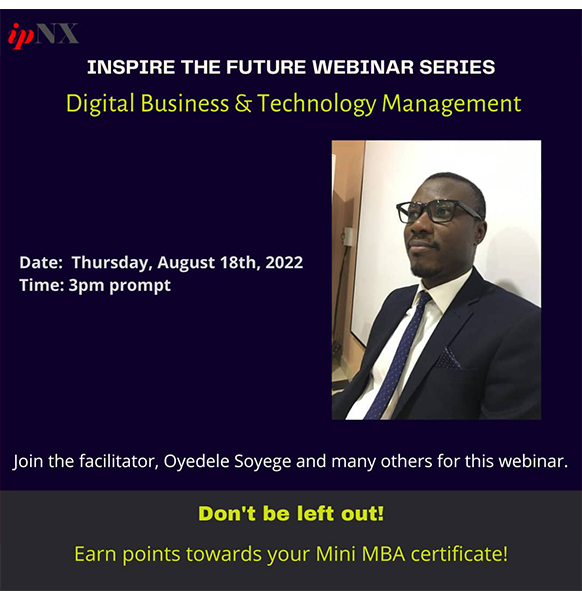 ipNX
INSPIRE THE FUTURE WEBINAR SERIES
Digital Business & Technology Management
Date: Thursday, August 18th, 2022
Time: 3pm prompt
Join the facilitator, Oyedele Soyege and many others for this webinar.
Don't be left out!
Earn points towards your Mini MBA certificate!